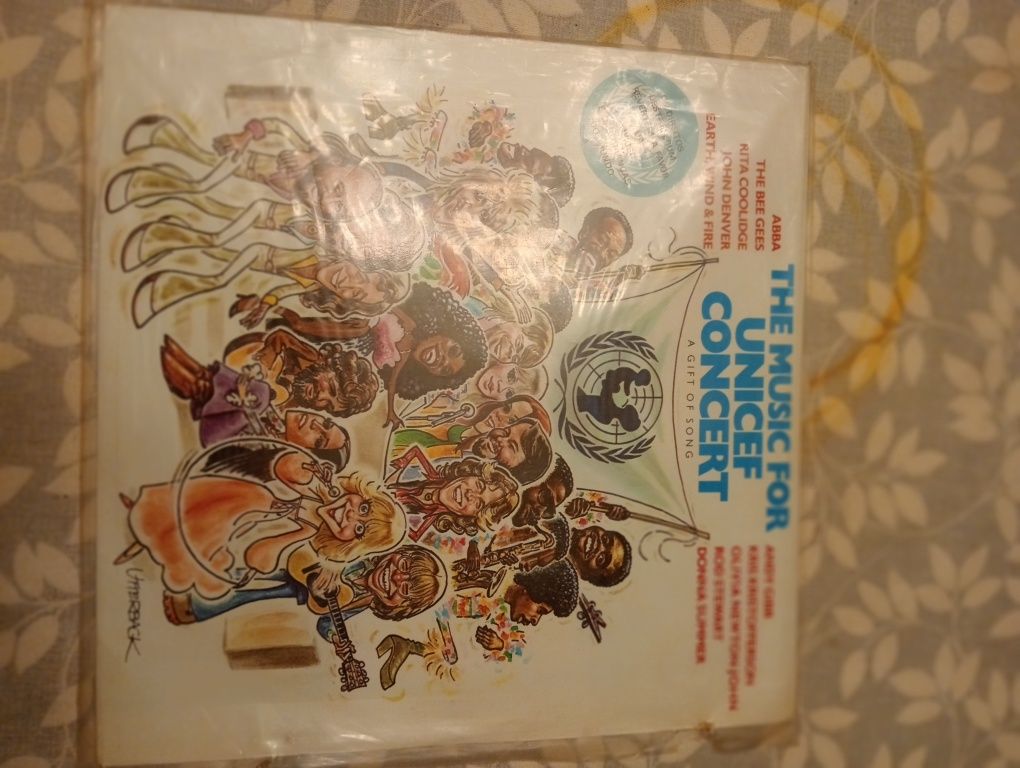 ABBA
THE BEE GEES
RITA COOLIDGE
JOHN DENVER
EARTH, WIND & FIRE
THE MUSIC FOR
UNICEF
CONCERT
A GIFT OF SONG
ANDY GIBB
KRIS KRISTOFFERSON
OLIVIA NEWTON-JOHN
ROD STEWART
DONNA SUMMER
UTTERBACK